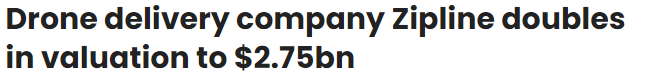 Drone delivery company Zipline doubles
in valuation to $2.75bn